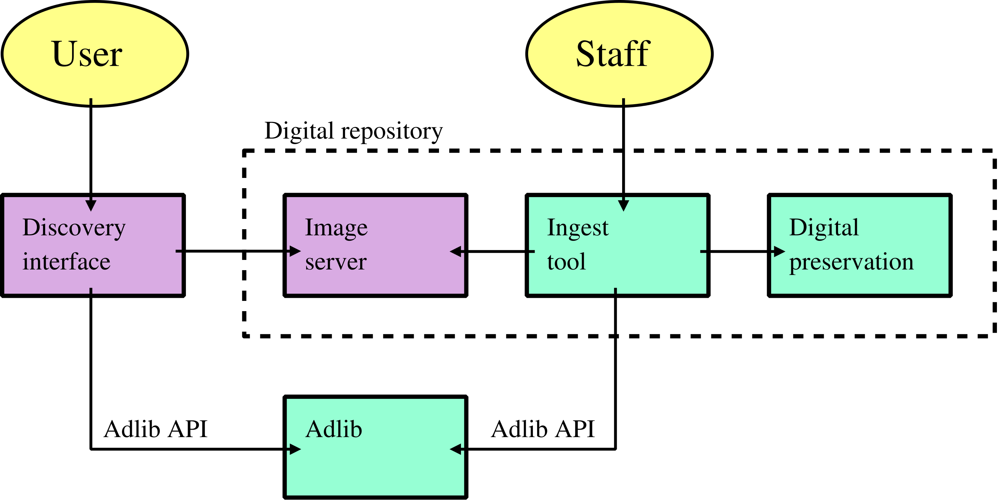 User
Staff
Digital repository
Discovery
interface
Image
server
Ingest
tool
Digital
preservation
Adlib API
Adlib
Adlib API